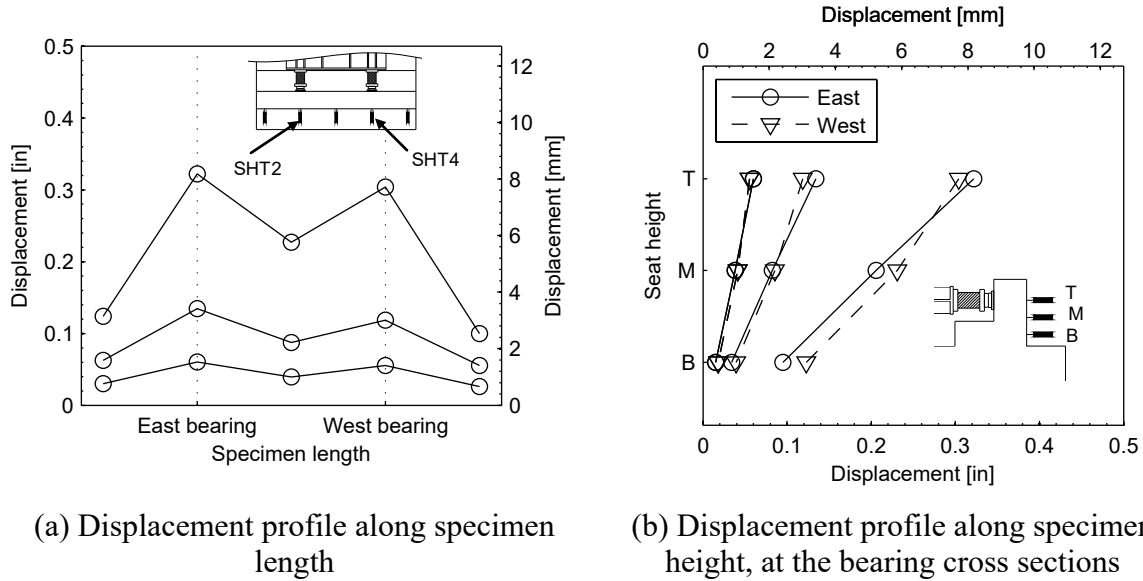 0.5
0.4
0.3
0.2
0.1
0
Displacement [in]
12
10
8
6
4
2
0
Displacement [mm]
SHT2
SHT4
East bearing
West bearing
Specimen length
(a) Displacement profile along specimen
length
Displacement [mm]
0 2 4 6 8 10 12
East
West
T
M
B
Seat height
T
M
B
0 0.1 0.2 0.3 0.4 0.5
Displacement [in]
(b) Displacement profile along specimen
height, at the bearing cross sections